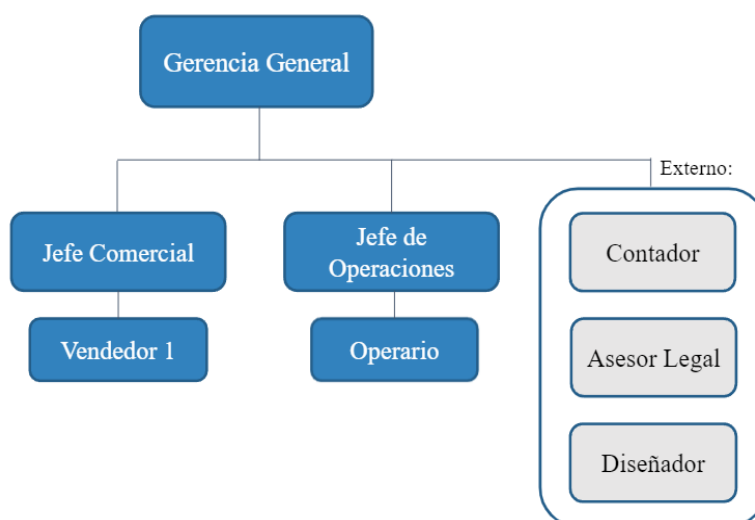 Gerencia General
Externo:
Jefe Comercial
Jefe de
Operaciones
Contador
Vendedor 1
Operario
Asesor Legal
Diseñador